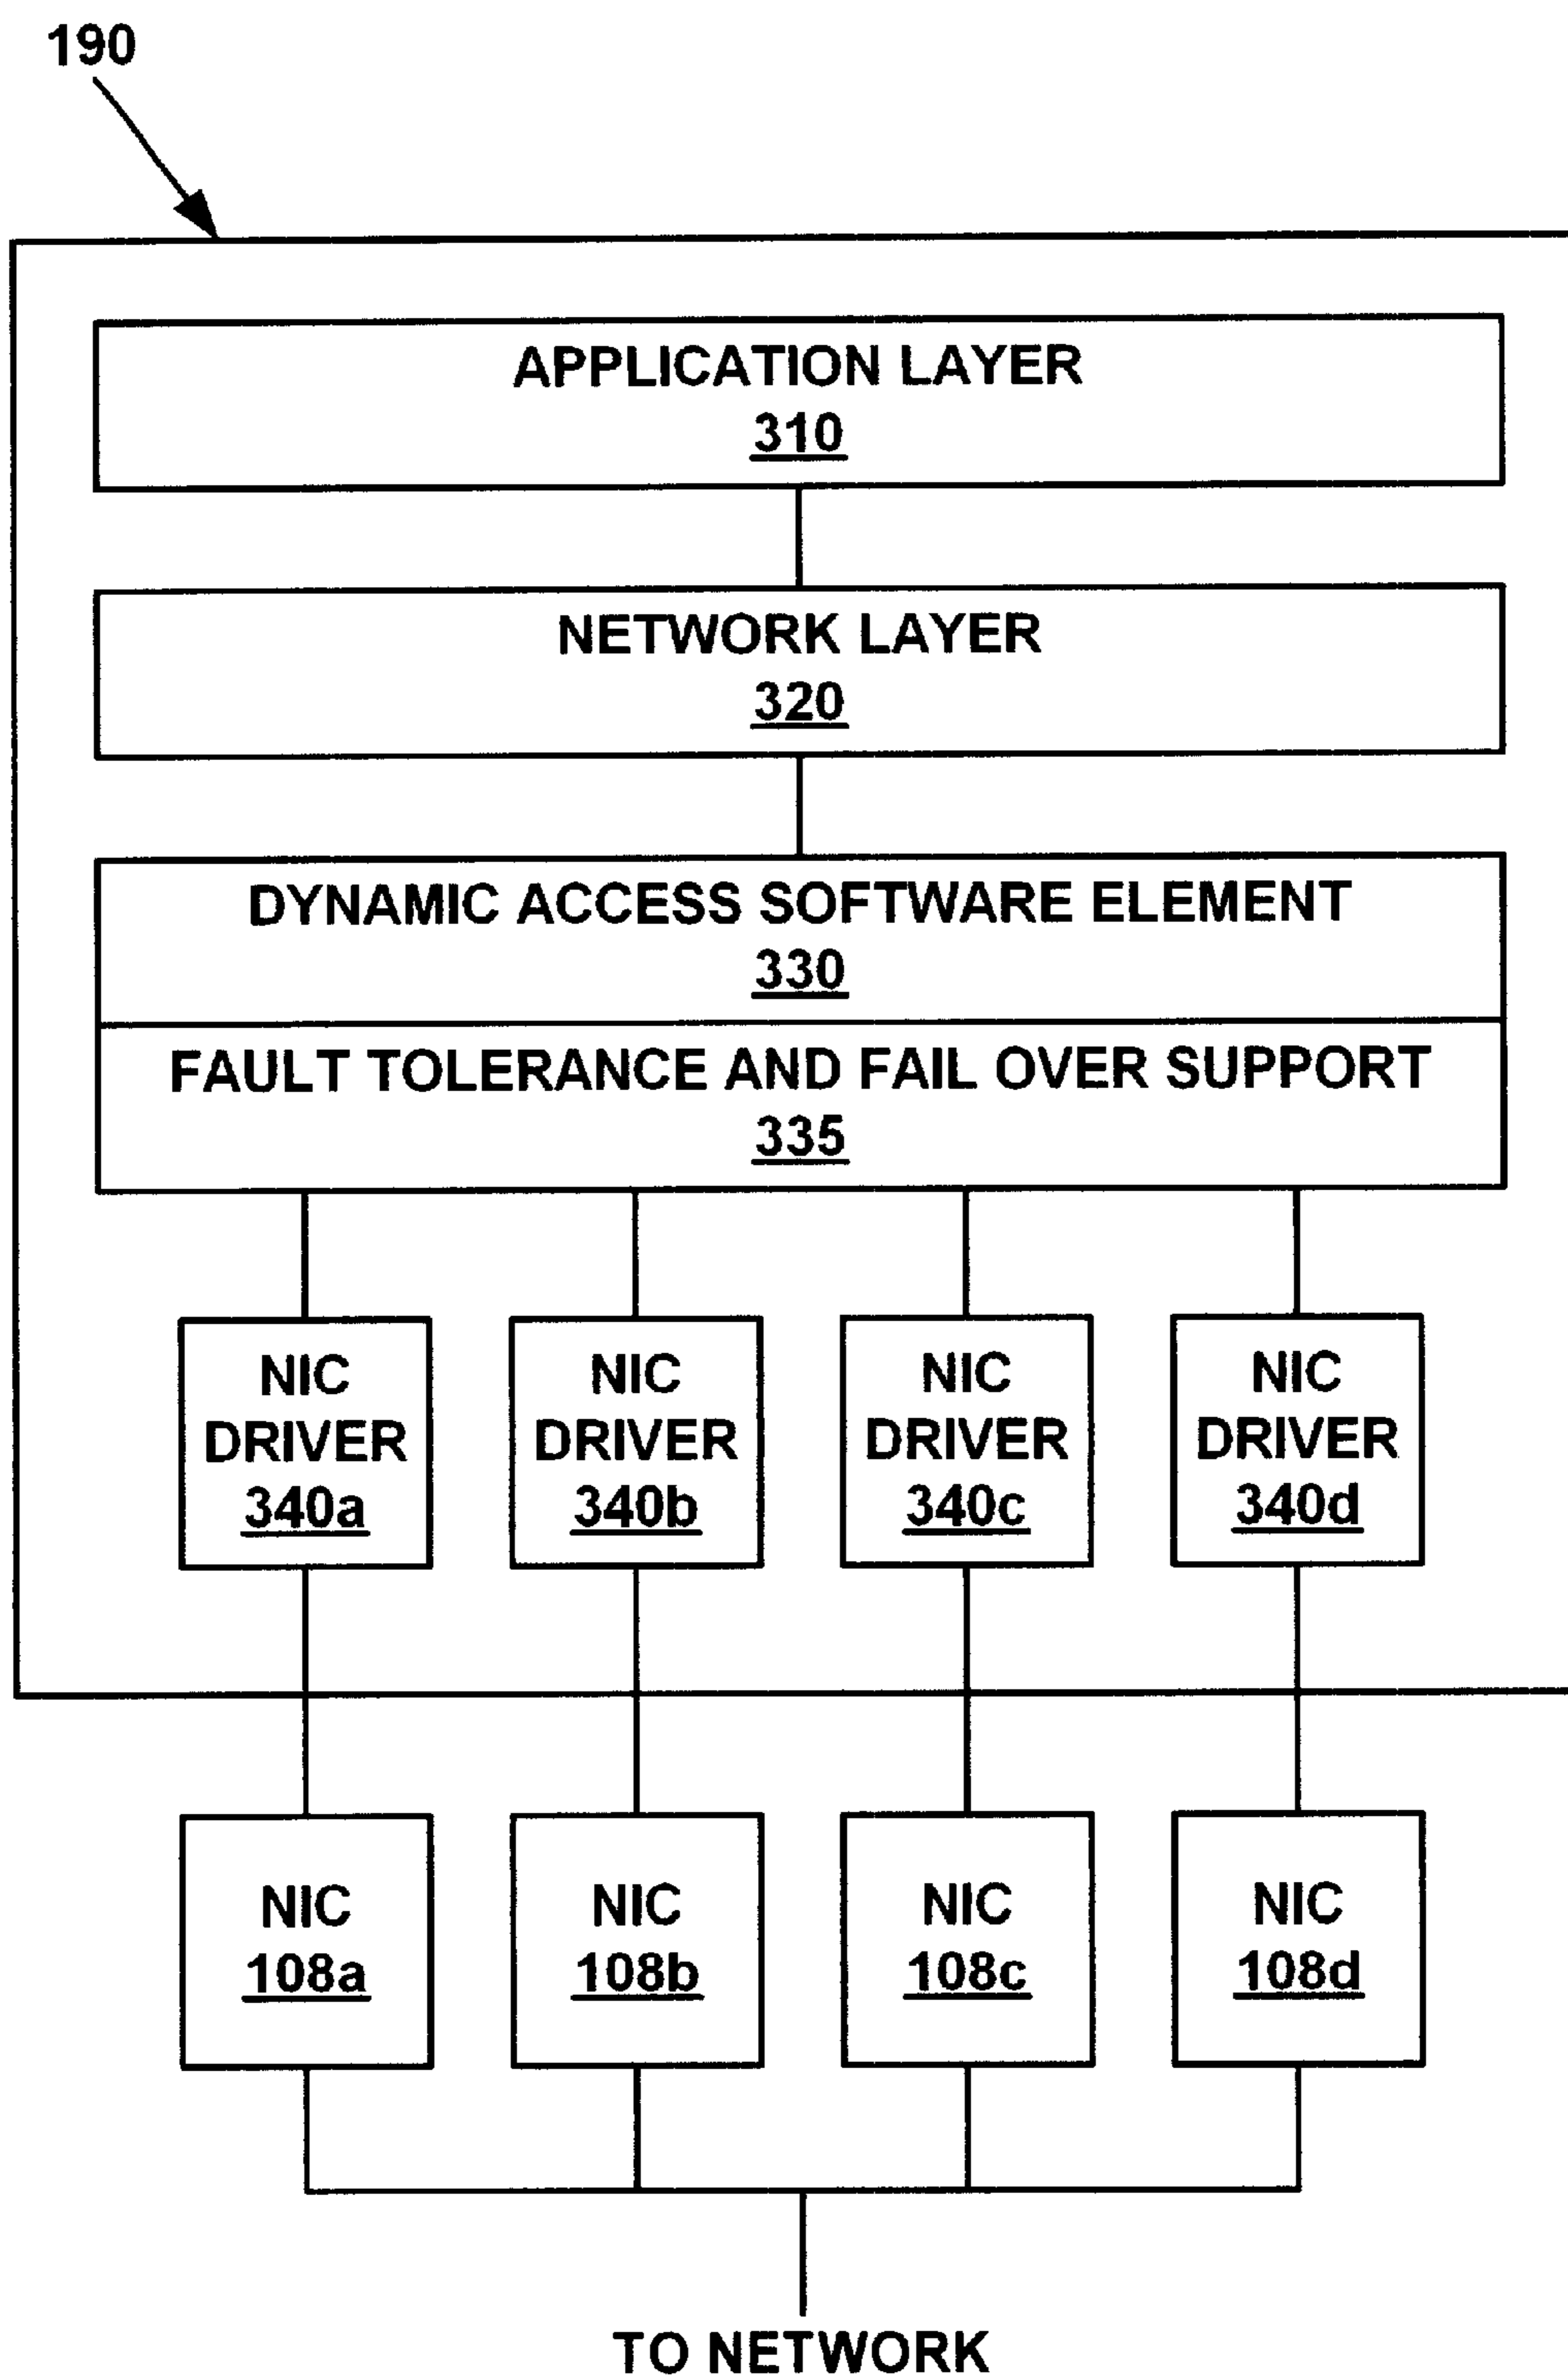 190
APPLICATION LAYER
310
NETWORK LAYER
320
DYNAMIC ACCESS SOFTWARE ELEMENT
330
FAULT TOLERANCE AND FAIL OVER SUPPORT
335
NIC
DRIVER
340a
NIC
DRIVER
340b
NIC
DRIVER
340c
NIC
DRIVER
340d
NIC
108a
NIC
108b
NIC
108c
NIC
108d
TO NETWORK